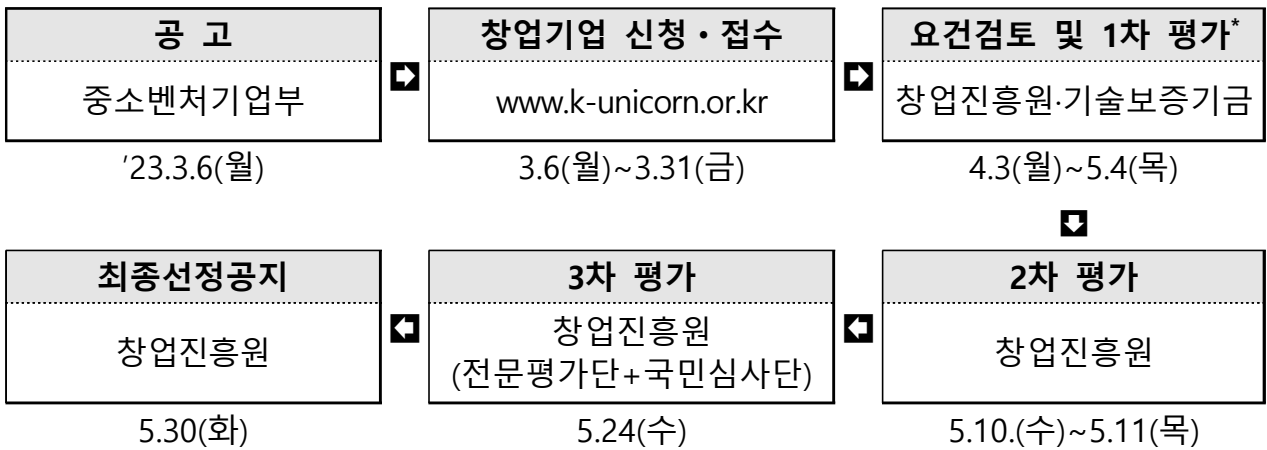 공 고
중소벤처기업부
'23.3.6(월)
창업기업 신청·접수
www.k-unicorn.or.kr
3.6(월)~3.31(금)
요건검토 및 1차 평가*
창업진흥원·기술보증기금
4.3(월)~5.4(목)
2차 평가
창업진흥원
5.10.(수)~5.11(목)
3차 평가
창업진흥원
(전문평가단+국민심사단)
5.24(수)
최종선정공지
창업진흥원
5.30(화)